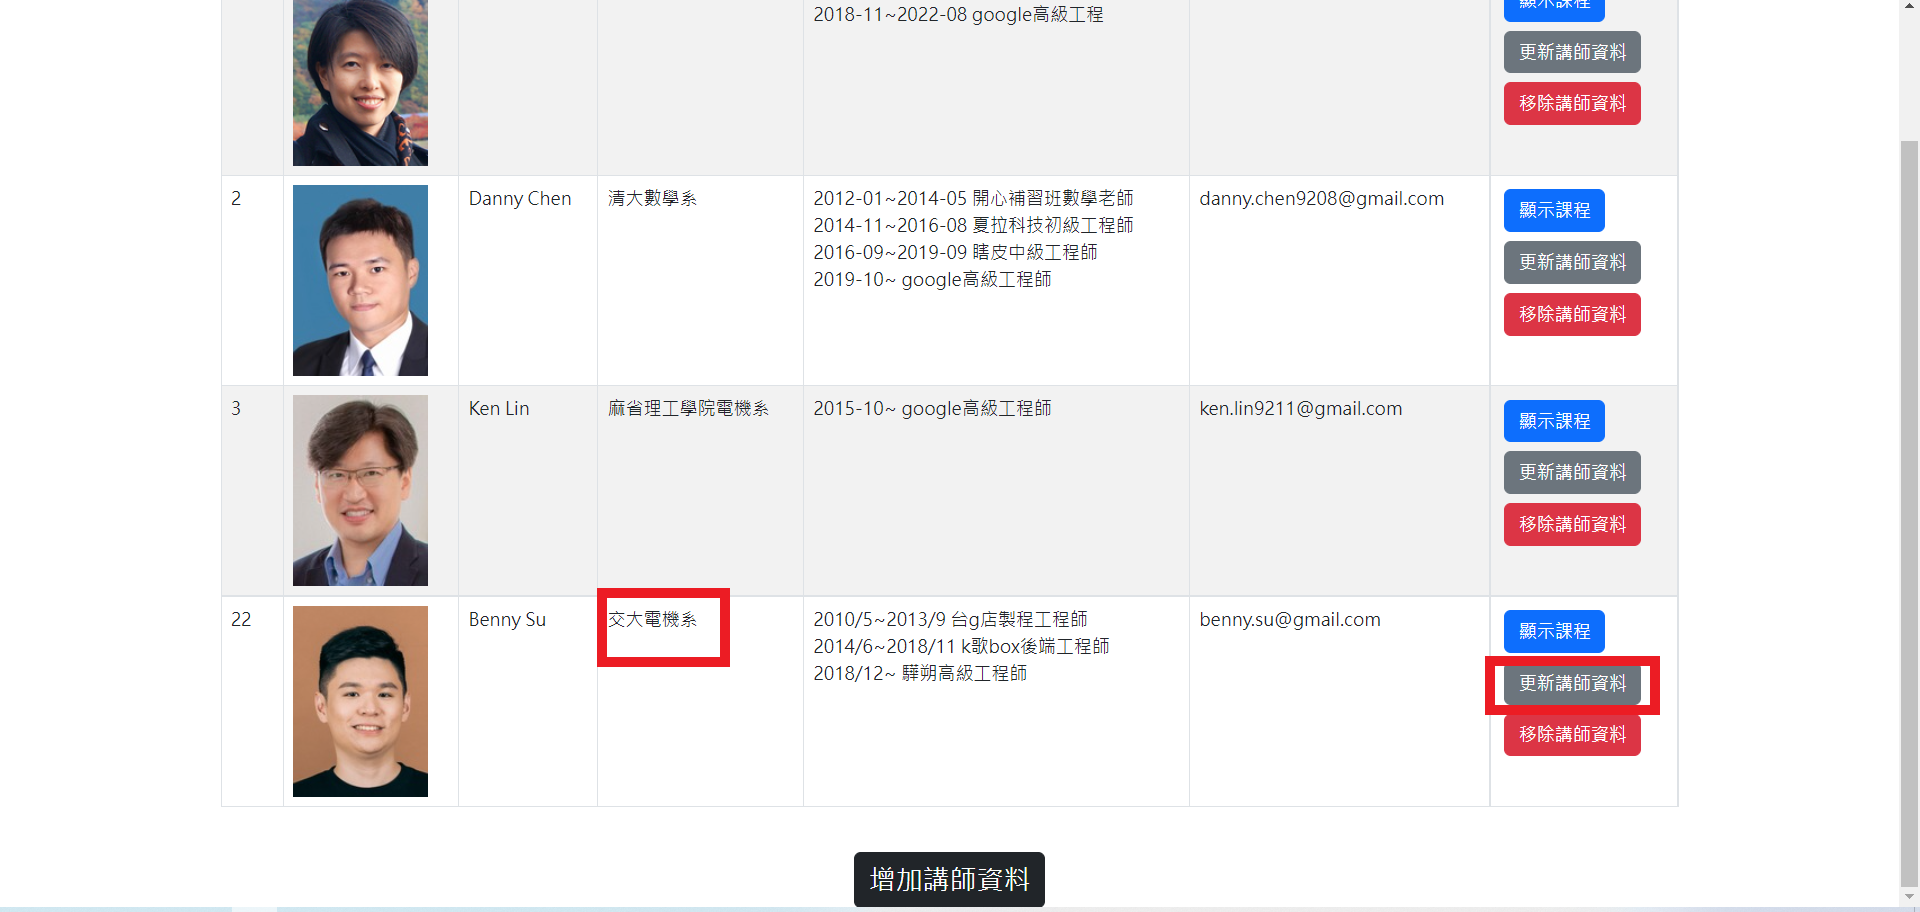 2018-11~2022-08 google高級工程
顯示課程
更新講師資料
移除講師資料
2
Danny Chen
清大數學系
2012-01~2014-05 開心補習班數學老師
2014-11~2016-08 夏拉科技初級工程師
2016-09~2019-09 瞎皮中級工程師
2019-10~ google高級工程師
danny.chen9208@gmail.com
顯示課程
更新講師資料
移除講師資料
3
Ken Lin
麻省理工學院電機系
2015-10~ google高級工程師
ken.lin9211@gmail.com
顯示課程
更新講師資料
移除講師資料
22
Benny Su
交大電機系
2010/5~2013/9 台g店製程工程師
2014/6~2018/11 k歌box後端工程師
2018/12~ 驊朔高級工程師
benny.su@gmail.com
顯示課程
更新講師資料
移除講師資料
增加講師資料